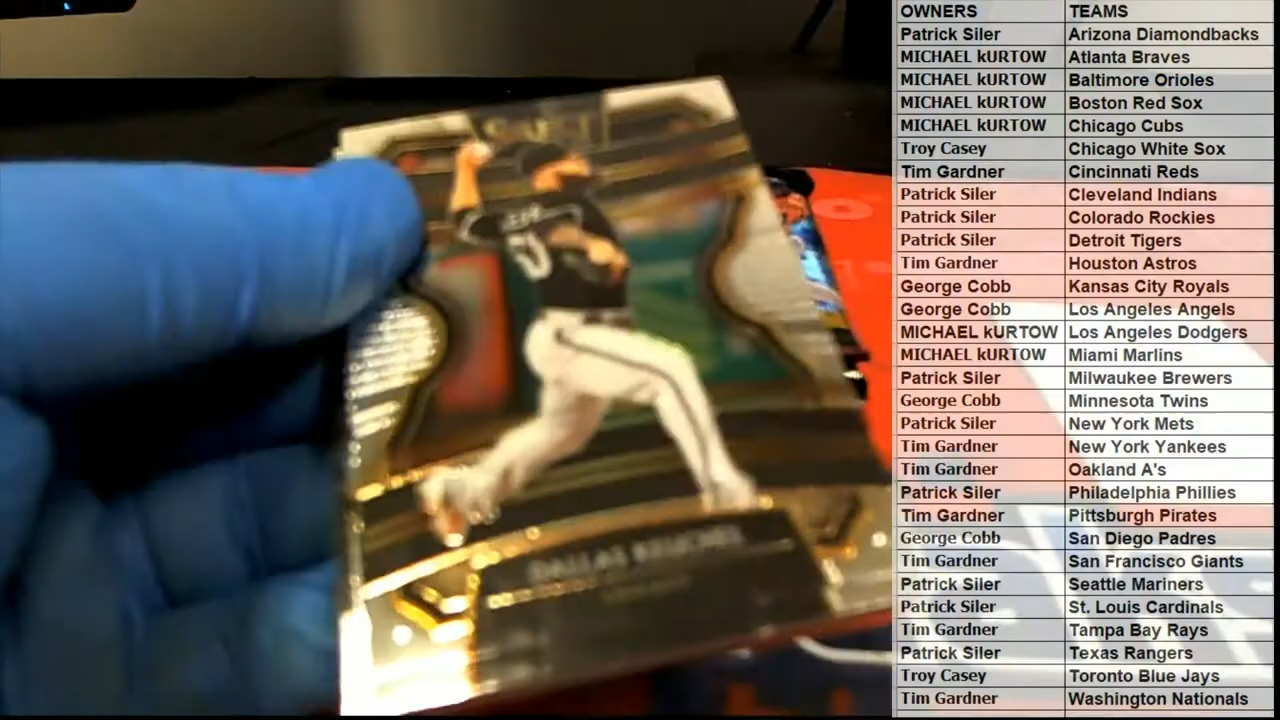 SELECT
DALLAS KEUCHEL
OWNERS TEAMS
Patrick Siler Arizona Diamondbacks
MICHAEL kURTOW Atlanta Braves
MICHAEL kURTOW Baltimore Orioles
MICHAEL kURTOW Boston Red Sox
MICHAEL kURTOW Chicago Cubs
Troy Casey Chicago White Sox
Tim Gardner Cincinnati Reds
Patrick Siler Cleveland Indians
Patrick Siler Colorado Rockies
Patrick Siler Detroit Tigers
Tim Gardner Houston Astros
George Cobb Kansas City Royals
George Cobb Los Angeles Angels
MICHAEL kURTOW Los Angeles Dodgers
MICHAEL kURTOW Miami Marlins
Patrick Siler Milwaukee Brewers
George Cobb Minnesota Twins
Patrick Siler New York Mets
Tim Gardner New York Yankees
Tim Gardner Oakland A's
Patrick Siler Philadelphia Phillies
Tim Gardner Pittsburgh Pirates
George Cobb San Diego Padres
Tim Gardner San Francisco Giants
Patrick Siler Seattle Mariners
Patrick Siler St. Louis Cardinals
Tim Gardner Tampa Bay Rays
Patrick Siler Texas Rangers
Troy Casey Toronto Blue Jays
Tim Gardner Washington Nationals